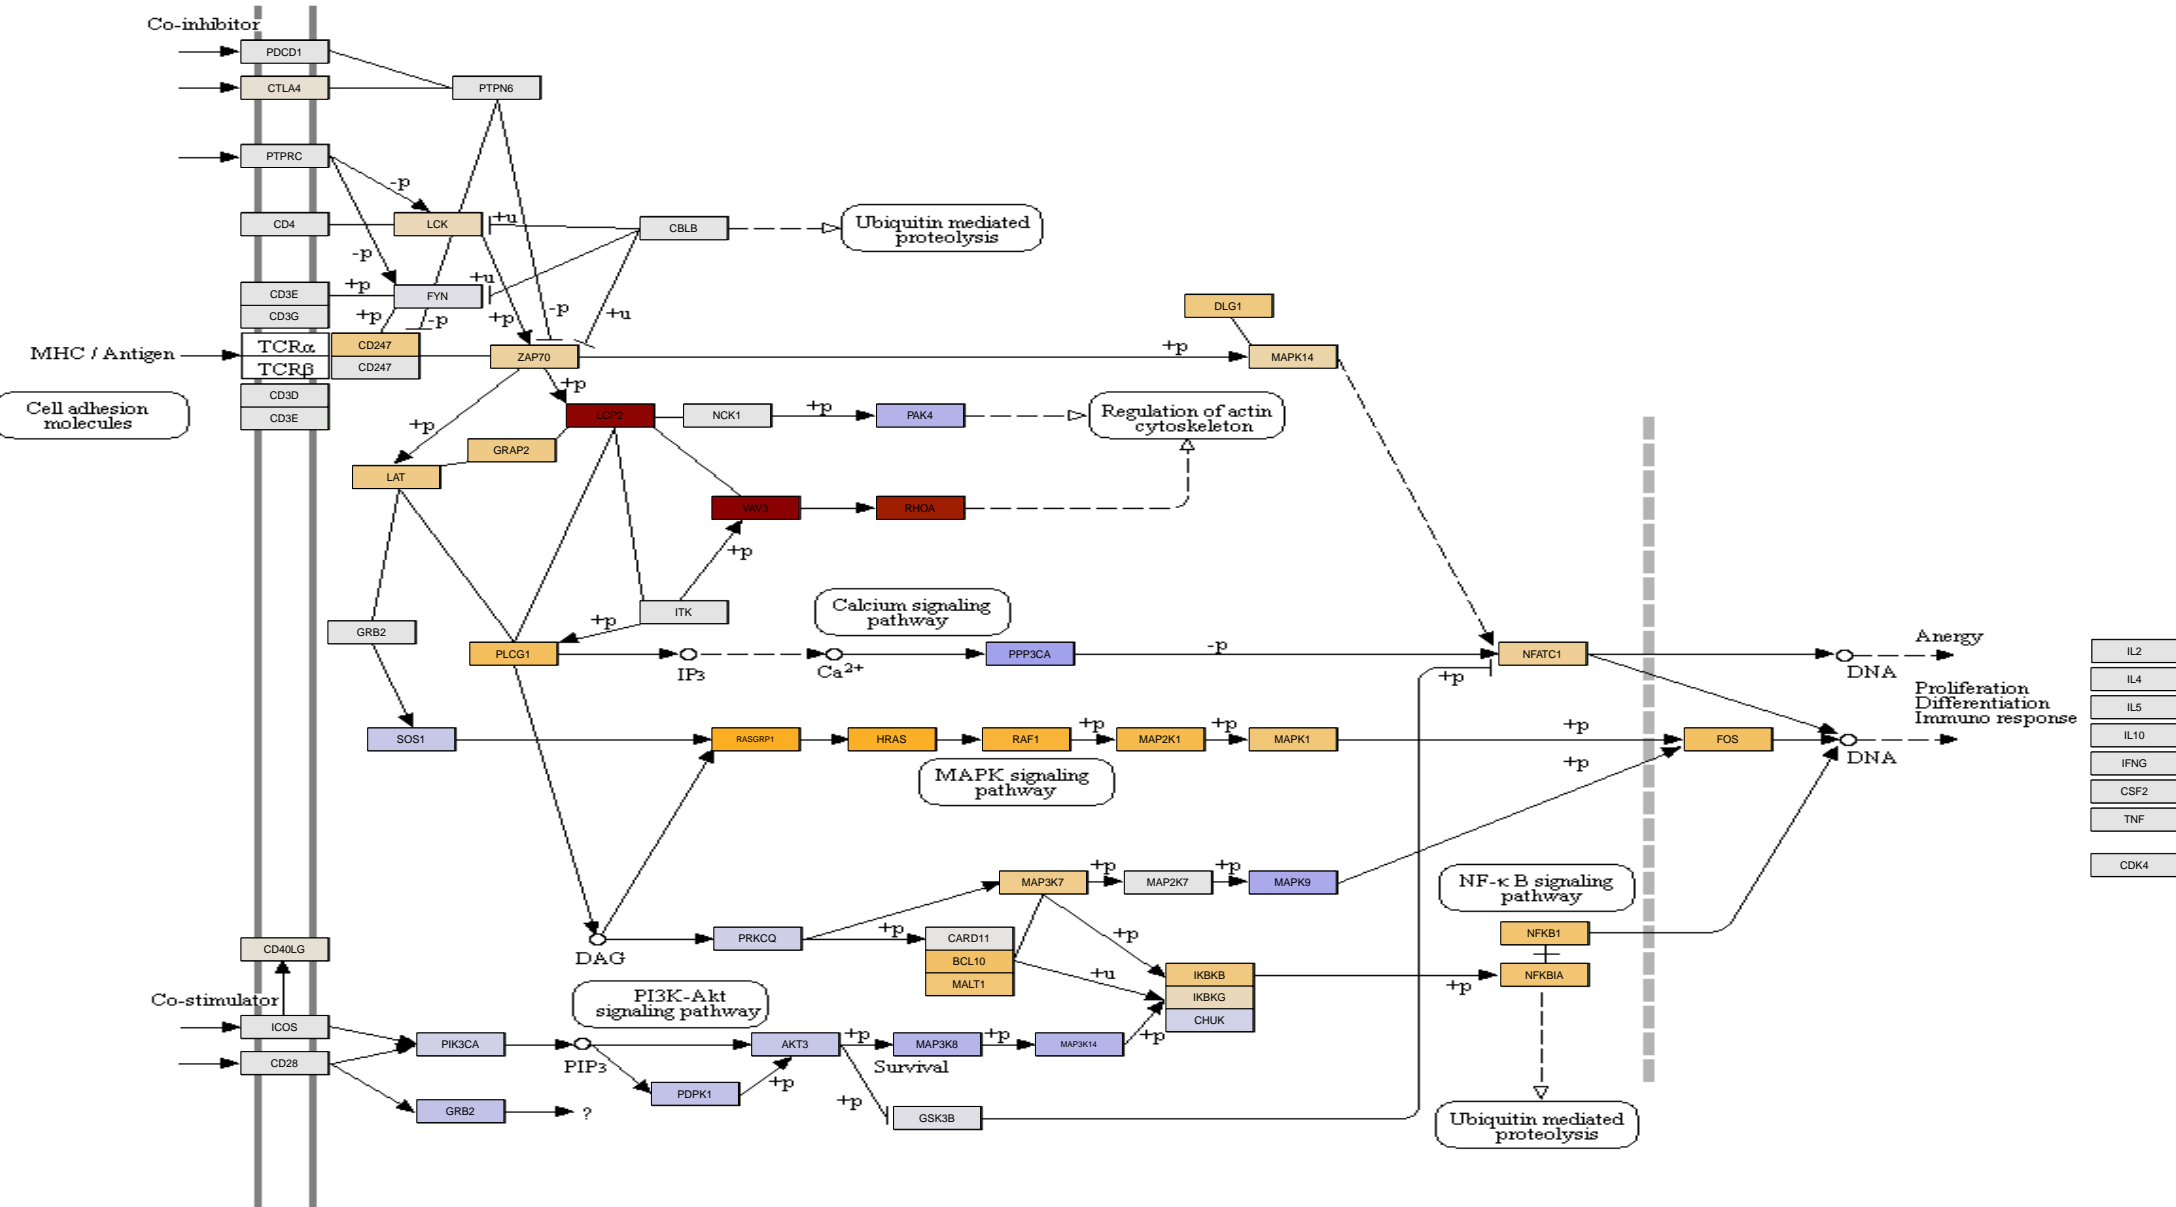 Co-inhibitor
PDCD1
CTLA4
PTPN6
PTPRC
-p
CD4
LCK
+u
CBLB
Ubiquitin mediated
proteolysis
-p
CD3E
+p
FYN
+u
CD3G
+p
-p
+p
-p
+u
DLG1
MHC / Antigen
TCRα
CD247
ZAP70
+p
MAPK14
TCRβ
CD247
+p
CD3D
CD3E
Cell adhesion
molecules
LCP2
NCK1
+p
PAK4
Regulation of actin
cytoskeleton
+p
GRAP2
LAT
VAV3
RHOA
+p
ITK
Calcium signaling
pathway
GRB2
+p
PLCG1
IP3
Ca2+
PPP3CA
-p
NFATC1
+p
DNA
Anergy
Proliferation
Differentiation
Immuno response
SOS1
RASGRP1
HRAS
RAF1
+p
MAP2K1
+p
MAPK1
+p
FOS
DNA
MAPK signaling
pathway
+p
IL2
IL4
IL5
IL10
IFNG
CSF2
TNF
CDK4
MAP3K7
+p
MAP2K7
+p
MAPK9
NF-κ B signaling
pathway
DAG
PRKCQ
+p
CARD11
BCL10
MALT1
+p
+u
IKBKB
IKBKG
CHUK
+p
NFKB1
NFKBIA
+p
CD40LG
Co-stimulator
ICOS
CD28
PI3K-Akt
signaling pathway
PIK3CA
PIP3
AKT3
+p
MAP3K8
+p
MAP3K14
Survival
PDPK1
+p
GRB2
?
+p
GSK3B
Ubiquitin mediated
proteolysis